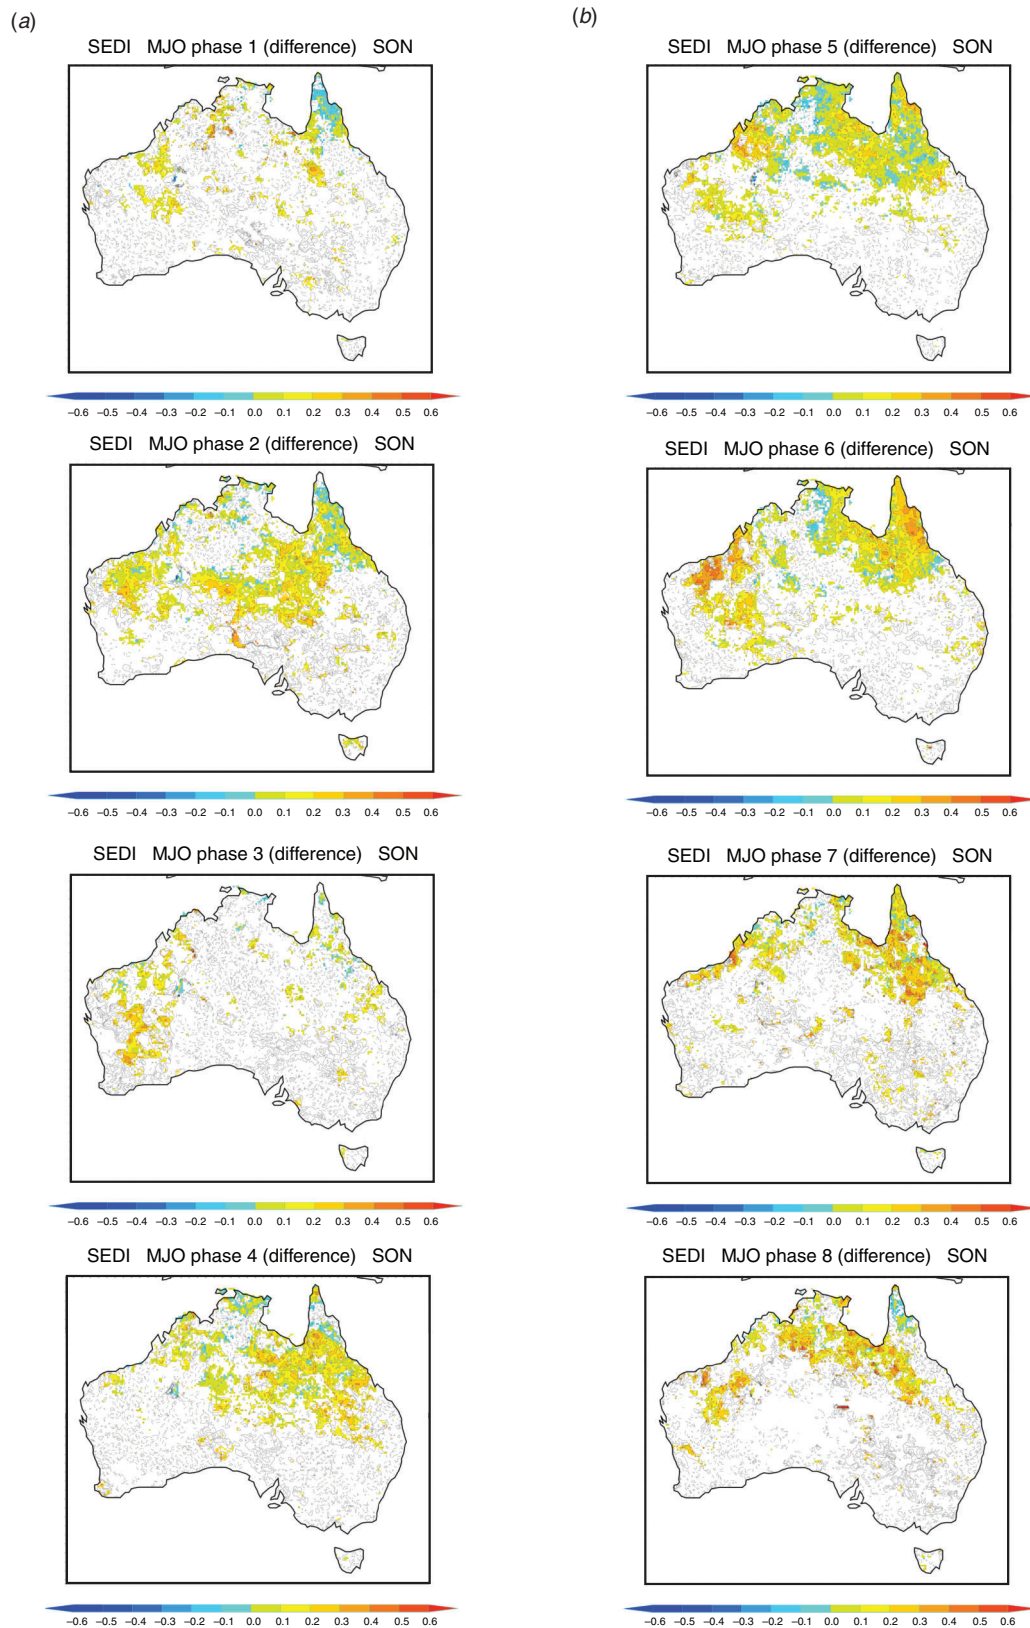 (a)
SEDI MJO phase 1 (difference) SON
–0.6 –0.5 –0.4 –0.3 –0.2 –0.1 0.0 0.1 0.2 0.3 0.4 0.5 0.6
SEDI MJO phase 2 (difference) SON
–0.6 –0.5 –0.4 –0.3 –0.2 –0.1 0.0 0.1 0.2 0.3 0.4 0.5 0.6
SEDI MJO phase 3 (difference) SON
–0.6 –0.5 –0.4 –0.3 –0.2 –0.1 0.0 0.1 0.2 0.3 0.4 0.5 0.6
SEDI MJO phase 4 (difference) SON
–0.6 –0.5 –0.4 –0.3 –0.2 –0.1 0.0 0.1 0.2 0.3 0.4 0.5 0.6
(b)
SEDI MJO phase 5 (difference) SON
–0.6 –0.5 –0.4 –0.3 –0.2 –0.1 0.0 0.1 0.2 0.3 0.4 0.5 0.6
SEDI MJO phase 6 (difference) SON
–0.6 –0.5 –0.4 –0.3 –0.2 –0.1 0.0 0.1 0.2 0.3 0.4 0.5 0.6
SEDI MJO phase 7 (difference) SON
–0.6 –0.5 –0.4 –0.3 –0.2 –0.1 0.0 0.1 0.2 0.3 0.4 0.5 0.6
SEDI MJO phase 8 (difference) SON
–0.6 –0.5 –0.4 –0.3 –0.2 –0.1 0.0 0.1 0.2 0.3 0.4 0.5 0.6